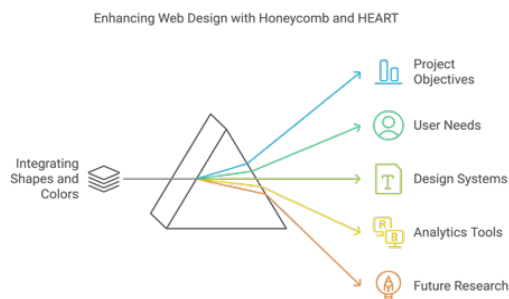 Enhancing Web Design with Honeycomb and HEART
Project
Objectives
User Needs
Integrating
Shapes and
Colors
T
Design Systems
A
B
Analytics Tools
Future Research